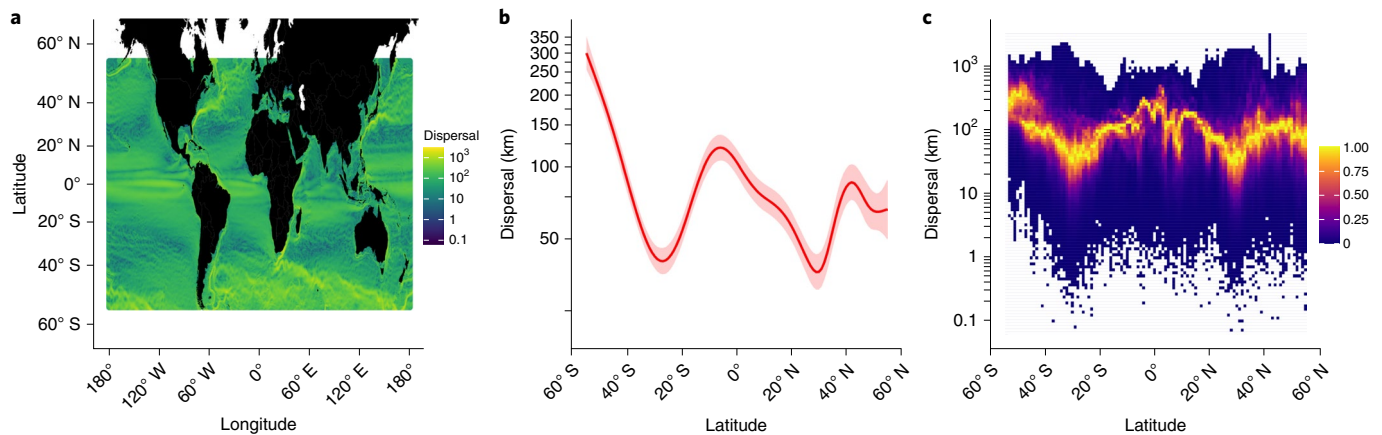 a
60° N
40° N
20° N
0°
20° S
40° S
60° S
Latitude
180°
120° W
60° W
0°
60° E
120° E
180°
Longitude
Dispersal
10³
10²
10
1
0.1
b
350
300
250
200
150
100
50
Dispersal (km)
60° S
40° S
20° S
0°
20° N
40° N
60° N
Latitude
c
10³
10²
10
1
0.1
Dispersal (km)
60° S
40° S
20° S
0°
20° N
40° N
60° N
Latitude
1.00
0.75
0.50
0.25
0